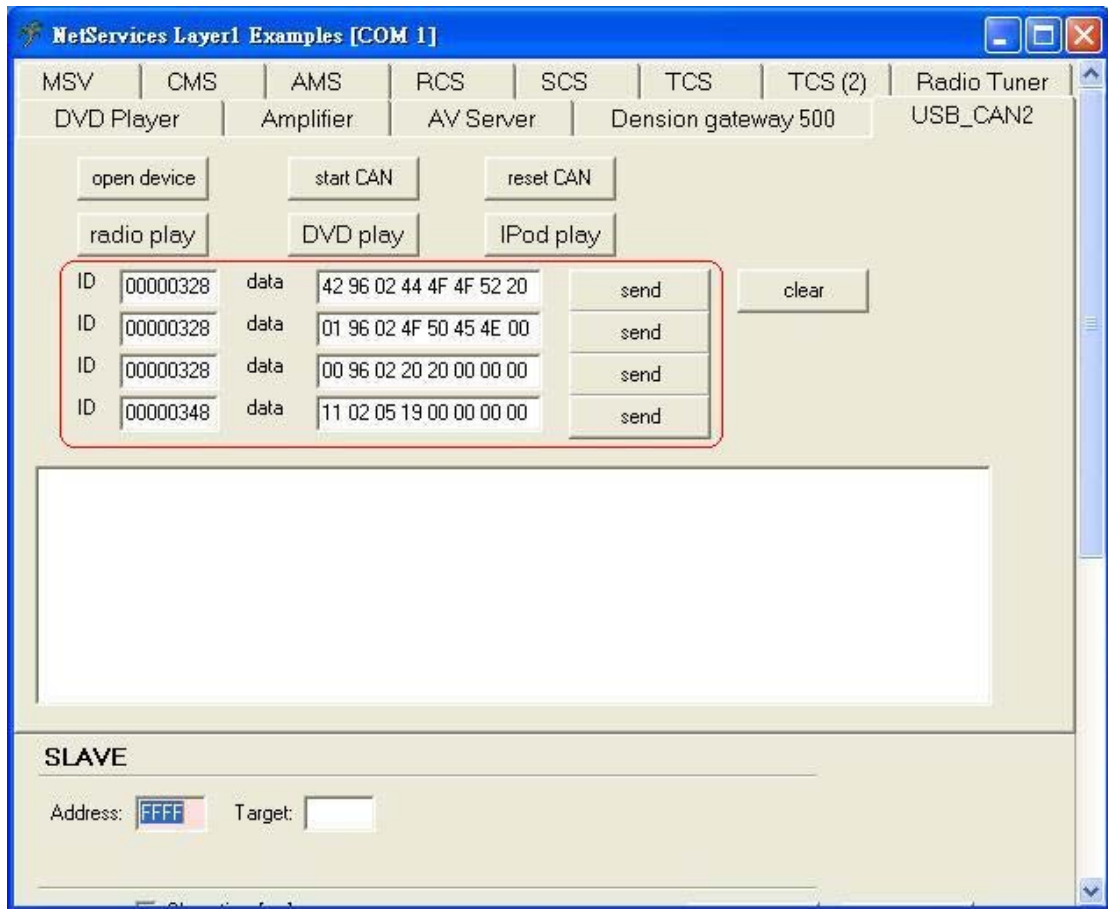 NetServices Layer1 Examples [COM 1]
MSV CMS AMS RCS SCS TCS TCS (2) Radio Tuner
DVD Player Amplifier AV Server Dension gateway 500 USB_CAN2
open device start CAN reset CAN
radio play DVD play IPod play
ID 00000328 data 42 96 02 44 4F 4F 52 20 send clear
ID 00000328 data 01 96 02 4F 50 45 4E 00 send
ID 00000328 data 00 96 02 20 20 00 00 00 send
ID 00000348 data 11 02 05 19 00 00 00 00 send
SLAVE
Address: FFFF Target: